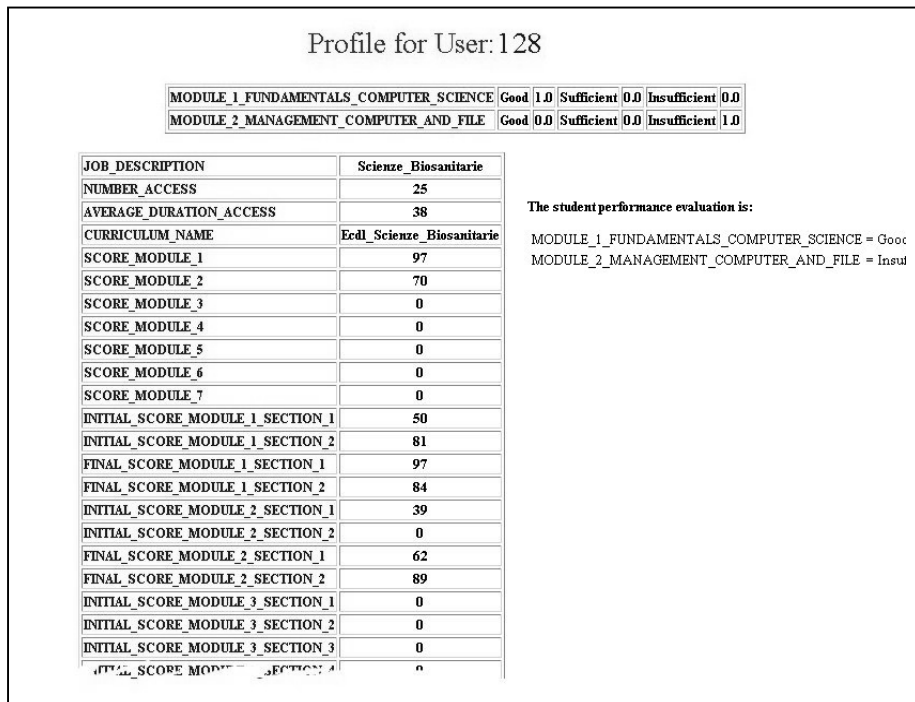 Profile for User:128
MODULE_1_FUNDAMENTALS_COMPUTER_SCIENCE Good 1.0 Sufficient 0.0 Insufficient 0.0
MODULE_2_MANAGEMENT_COMPUTER_AND_FILE Good 0.0 Sufficient 0.0 Insufficient 1.0
JOB_DESCRIPTION Scienze_Biosanitarie
NUMBER_ACCESS 25
AVERAGE_DURATION_ACCESS 38
CURRICULUM_NAME Ecdl_Scienze_Biosanitarie
SCORE_MODULE_1 97
SCORE_MODULE_2 70
SCORE_MODULE_3 0
SCORE_MODULE_4 0
SCORE_MODULE_5 0
SCORE_MODULE_6 0
SCORE_MODULE_7 0
INITIAL_SCORE_MODULE_1_SECTION_1 50
INITIAL_SCORE_MODULE_1_SECTION_2 81
FINAL_SCORE_MODULE_1_SECTION_1 97
FINAL_SCORE_MODULE_1_SECTION_2 84
INITIAL_SCORE_MODULE_2_SECTION_1 39
INITIAL_SCORE_MODULE_2_SECTION_2 0
FINAL_SCORE_MODULE_2_SECTION_1 62
FINAL_SCORE_MODULE_2_SECTION_2 89
INITIAL_SCORE_MODULE_3_SECTION_1 0
INITIAL_SCORE_MODULE_3_SECTION_2 0
INITIAL_SCORE_MODULE_3_SECTION_3 0
The student performance evaluation is:
MODULE_1_FUNDAMENTALS_COMPUTER_SCIENCE = Good
MODULE_2_MANAGEMENT_COMPUTER_AND_FILE =